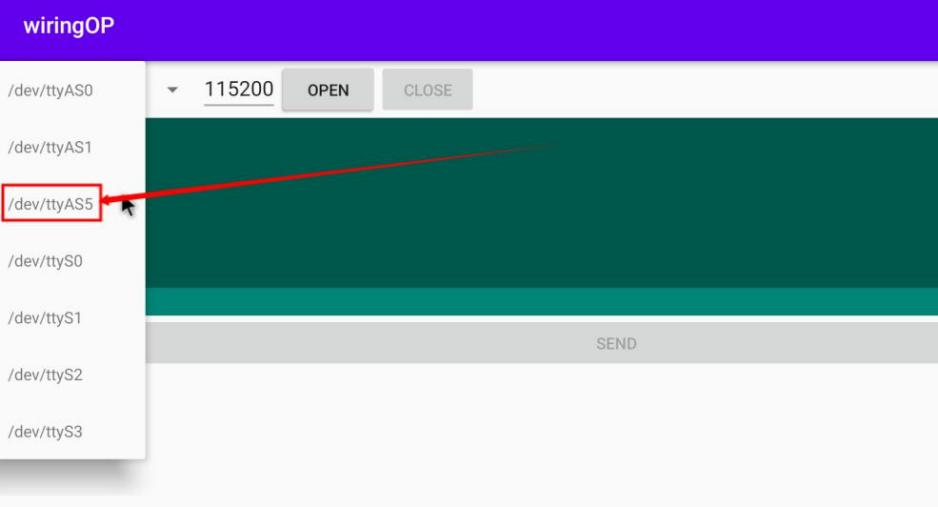 wiringOP
/dev/ttyAS0
115200 OPEN CLOSE
/dev/ttyAS1
/dev/ttyAS5
/dev/ttyS0
/dev/ttyS1
SEND
/dev/ttyS2
/dev/ttyS3